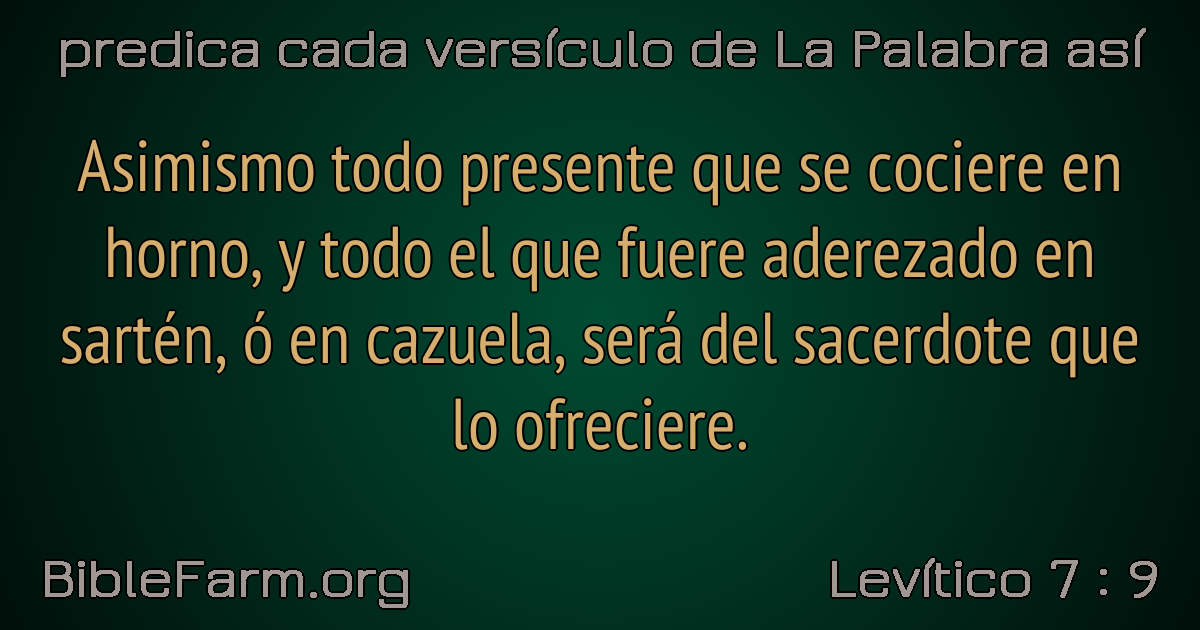 predica cada versículo de La Palabra así
Asimismo todo presente que se cociere en
horno, y todo el que fuere aderezado en
sartén, ó en cazuela, será del sacerdote que
lo ofreciere.
BibleFarm.org
Levítico 7 : 9